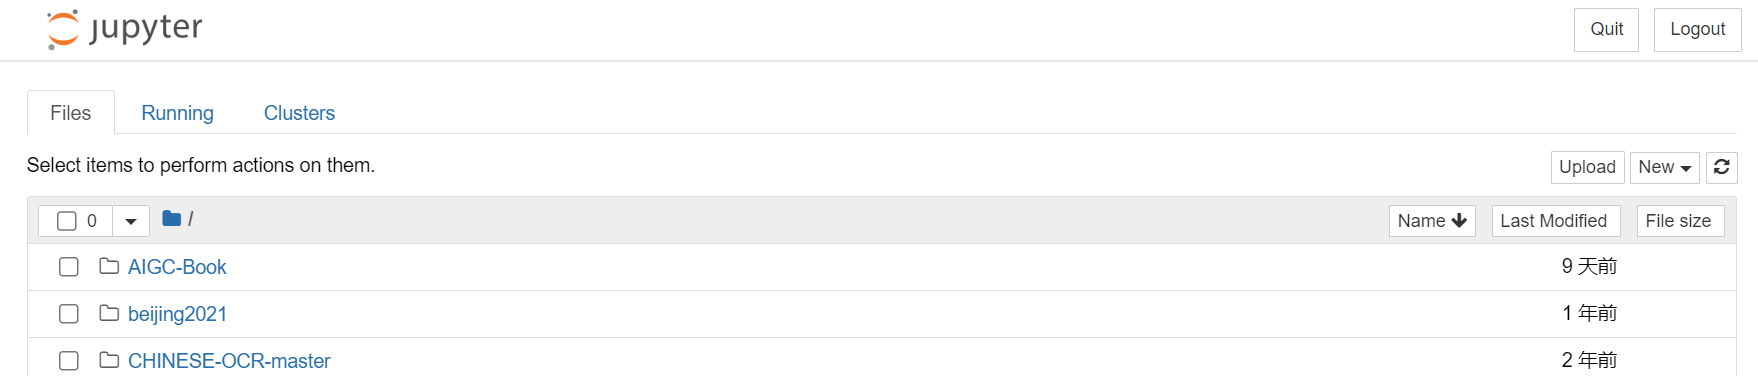 jupyter Quit Logout
Files Running Clusters
Select items to perform actions on them. Upload New
0 / Name Last Modified File size
AIGC-Book 9 天前
beijing2021 1 年前
CHINESE-OCR-master 2 年前